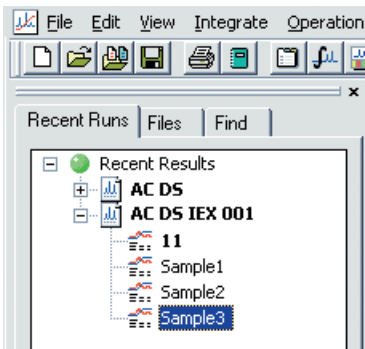 File Edit View Integrate Operation
Recent Runs Files Find
Recent Results
AC DS
AC DS IEX 001
11
Sample1
Sample2
Sample3